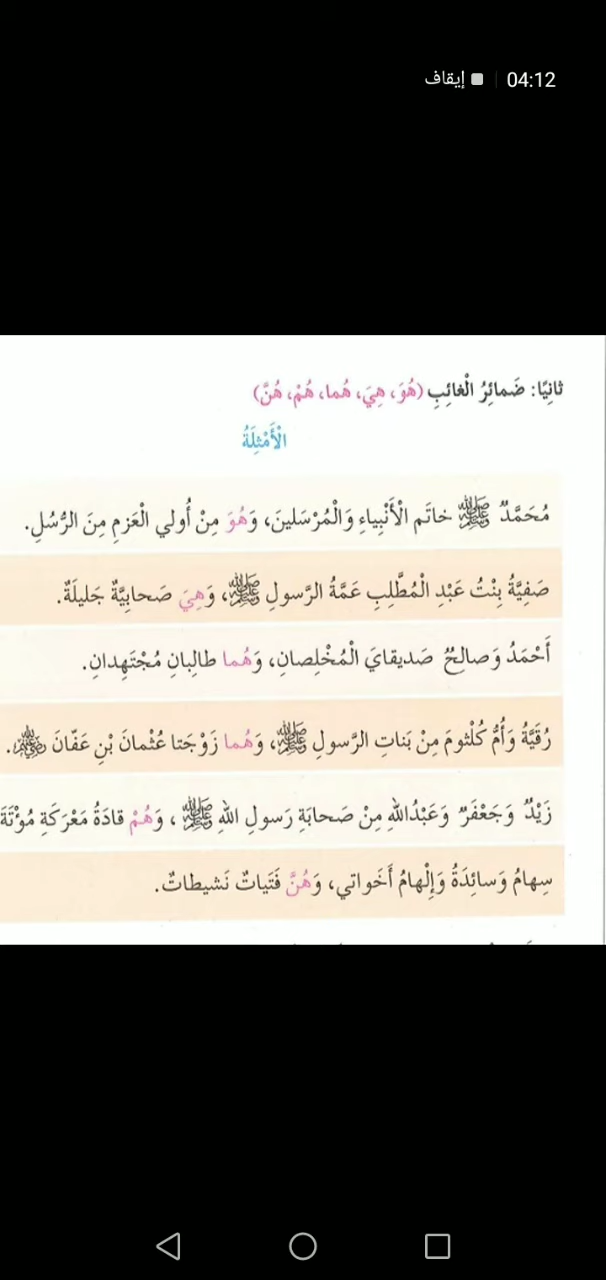 04:12 إيقاف
ثانِيًا: ضَمائِرُ الْغائِبِ (هُوَ، هِيَ، هُما، هُمْ، هُنَّ)
الْأَمْثِلَةُ
مُحَمَّدٌ ﷺ خاتَم الْأَنْبِياءِ وَالْمُرْسَلينَ، وَهُوَ مِنْ أُولي الْعَزمِ مِنَ الرُّسُلِ.
صَفِيَّةُ بِنْتُ عَبْدِ الْمُطَّلِبِ عَمَّةُ الرَّسولِ ﷺ، وَهِيَ صَحابِيَّةٌ جَليلَةٌ.
أَحْمَدُ وَصالِحٌ صَديقايَ الْمُخْلِصانِ، وَهُما طالِبانِ مُجْتَهِدانِ.
رُقَيَّةُ وَأُمُّ كُلْثومَ مِنْ بَناتِ الرَّسولِ ﷺ، وَهُما زَوْجَتا عُثْمانَ بْنِ عَفّانَ .
زَيْدٌ وَجَعْفَرٌ وَعَبْدُاللهِ مِنْ صَحابَةِ رَسولِ اللهِ ﷺ، وَهُمْ قادَةُ مَعْرَكَةِ مُؤْتَةَ
سِهامُ وَسائِدَةُ وَإِلْهامُ أَخَواتي، وَهُنَّ فَتَياتٌ نَشيطاتٌ.